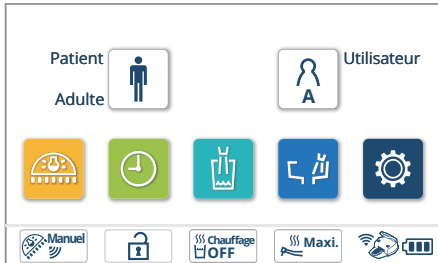 Patient
Utilisateur
Adulte
A
Manuel
Chauffage
OFF
Maxi.